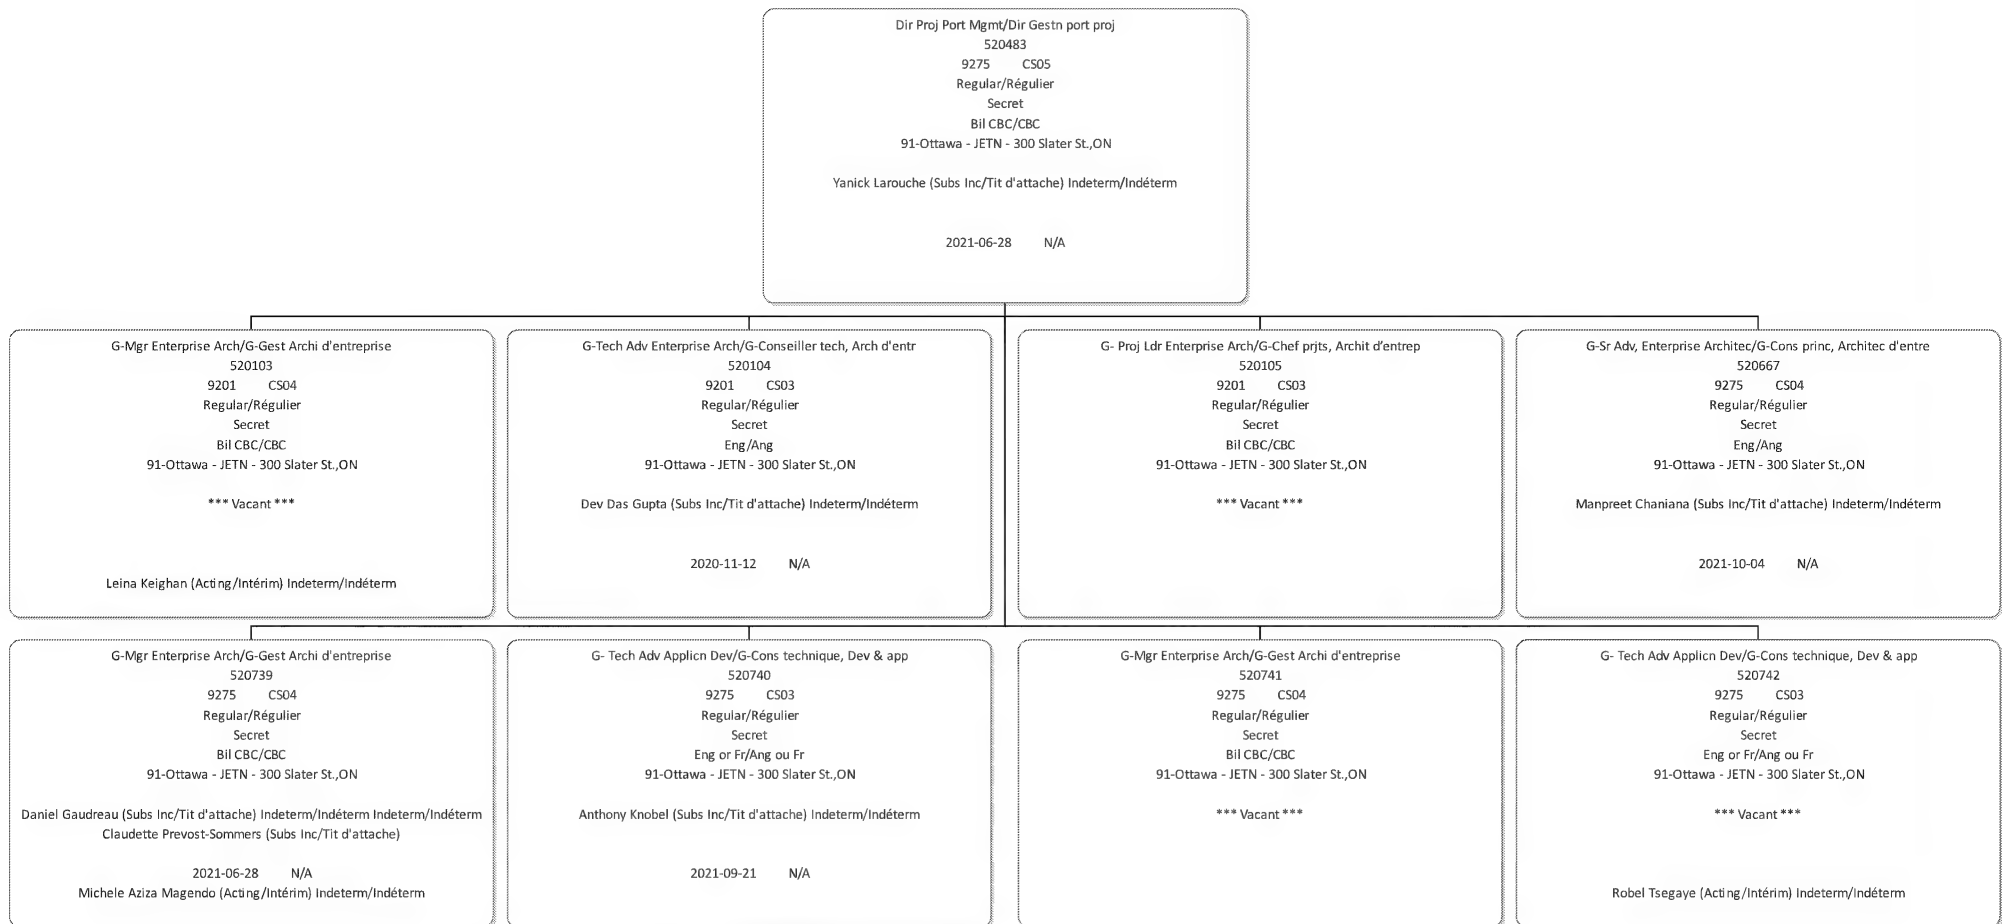 Dir Proj Port Mgmt/Dir Gestn port proj
520483
9275 CS05
Regular/Régulier
Secret
Bil CBC/CBC
91-Ottawa - JETN - 300 Slater St.,ON
Yanick Larouche (Subs Inc/Tit d'attache) Indeterm/Indéterm
2021-06-28 N/A
G-Mgr Enterprise Arch/G-Gest Archi d'entreprise
520103
9201 CS04
Regular/Régulier
Secret
Bil CBC/CBC
91-Ottawa - JETN - 300 Slater St.,ON
*** Vacant ***
Leina Keighan (Acting/Intérim) Indeterm/Indéterm
G-Tech Adv Enterprise Arch/G-Conseiller tech, Arch d'entr
520104
9201 CS03
Regular/Régulier
Secret
Eng/Ang
91-Ottawa - JETN - 300 Slater St.,ON
Dev Das Gupta (Subs Inc/Tit d'attache) Indeterm/Indéterm
2020-11-12 N/A
G- Proj Ldr Enterprise Arch/G-Chef prjts, Archit d’entrep
520105
9201 CS03
Regular/Régulier
Secret
Bil CBC/CBC
91-Ottawa - JETN - 300 Slater St.,ON
*** Vacant ***
G-Sr Adv, Enterprise Architec/G-Cons princ, Architec d'entre
520667
9275 CS04
Regular/Régulier
Secret
Eng/Ang
91-Ottawa - JETN - 300 Slater St.,ON
Manpreet Chaniana (Subs Inc/Tit d'attache) Indeterm/Indéterm
2021-10-04 N/A
G-Mgr Enterprise Arch/G-Gest Archi d'entreprise
520739
9275 CS04
Regular/Régulier
Secret
Bil CBC/CBC
91-Ottawa - JETN - 300 Slater St.,ON
Daniel Gaudreau (Subs Inc/Tit d'attache) Indeterm/Indéterm Indeterm/Indéterm
Claudette Prevost-Sommers (Subs Inc/Tit d'attache)
2021-06-28 N/A
Michele Aziza Magendo (Acting/Intérim) Indeterm/Indéterm
G- Tech Adv Applicn Dev/G-Cons technique, Dev & app
520740
9275 CS03
Regular/Régulier
Secret
Eng or Fr/Ang ou Fr
91-Ottawa - JETN - 300 Slater St.,ON
Anthony Knobel (Subs Inc/Tit d'attache) Indeterm/Indéterm
2021-09-21 N/A
G-Mgr Enterprise Arch/G-Gest Archi d'entreprise
520741
9275 CS04
Regular/Régulier
Secret
Bil CBC/CBC
91-Ottawa - JETN - 300 Slater St.,ON
*** Vacant ***
G- Tech Adv Applicn Dev/G-Cons technique, Dev & app
520742
9275 CS03
Regular/Régulier
Secret
Eng or Fr/Ang ou Fr
91-Ottawa - JETN - 300 Slater St.,ON
*** Vacant ***
Robel Tsegaye (Acting/Intérim) Indeterm/Indéterm